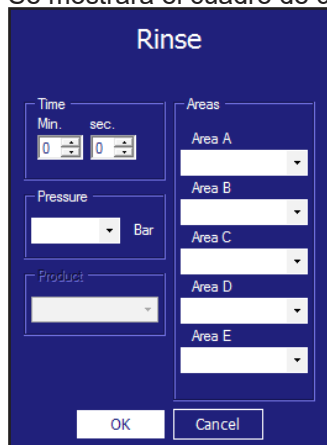 Rinse
Time
Min. sec.
0 0
Pressure
Bar
Product
Areas
Area A
Area B
Area C
Area D
Area E
OK Cancel